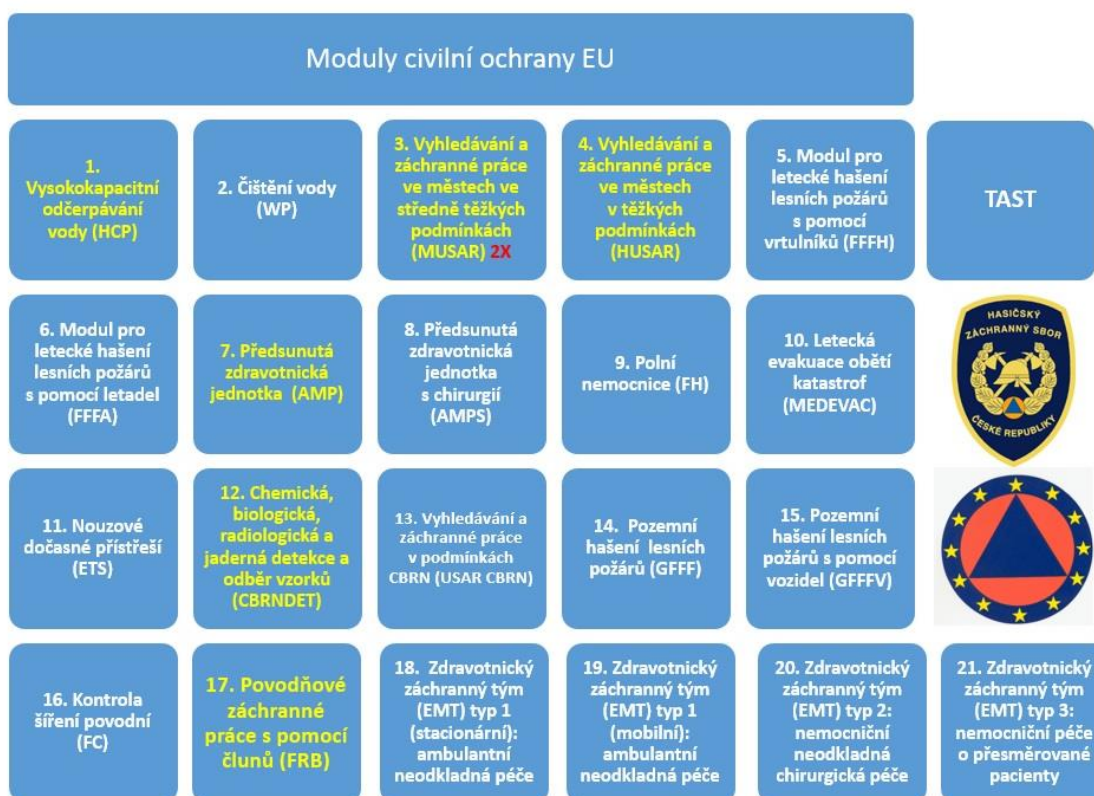 Moduly civilní ochrany EU
1.
Vysokokapacitní
odčerpávání
vody (HCP)
2. Čištění vody
(WP)
3. Vyhledávání a
záchranné práce
ve městech ve
středně těžkých
podmínkách
(MUSAR) 2X
4. Vyhledávání a
záchranné práce
ve městech
v těžkých
podmínkách
(HUSAR)
5. Modul pro
letecké hašení
lesních požárů
s pomocí
vrtulníků (FFFH)
TAST
6. Modul pro
letecké hašení
lesních požárů
s pomocí letadel
(FFFA)
7. Předsunutá
zdravotnická
jednotka (AMP)
8. Předsunutá
zdravotnická
jednotka
s chirurgií
(AMPS)
9. Polní
nemocnice (FH)
10. Letecká
evakuace obětí
katastrof
(MEDEVAC)
HASIČSKÝ
ZÁCHRANNÝ SBOR
ČESKÉ REPUBLIKY
11. Nouzové
dočasné přístřeší
(ETS)
12. Chemická,
biologická,
radiologická a
jaderná detekce a
odběr vzorků
(CBRNDET)
13. Vyhledávání a
záchranné práce
v podmínkách
CBRN (USAR CBRN)
14. Pozemní
hašení lesních
požárů (GFFF)
15. Pozemní
hašení lesních
požárů s pomocí
vozidel (GFFFV)
16. Kontrola
šíření povodní
(FC)
17. Povodňové
záchranné
práce s pomocí
člunů (FRB)
18. Zdravotnický
záchranný tým
(EMT) typ 1
(stacionární):
ambulantní
neodkladná péče
19. Zdravotnický
záchranný tým
(EMT) typ 1
(mobilní):
ambulantní
neodkladná péče
20. Zdravotnický
záchranný tým
(EMT) typ 2:
nemocniční
neodkladná
chirurgická péče
21. Zdravotnický
záchranný tým
(EMT) typ 3:
nemocniční péče
o přesměrované
pacienty